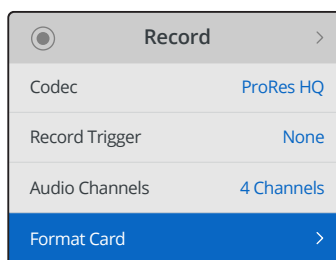 Record
Codec ProRes HQ
Record Trigger None
Audio Channels 4 Channels
Format Card